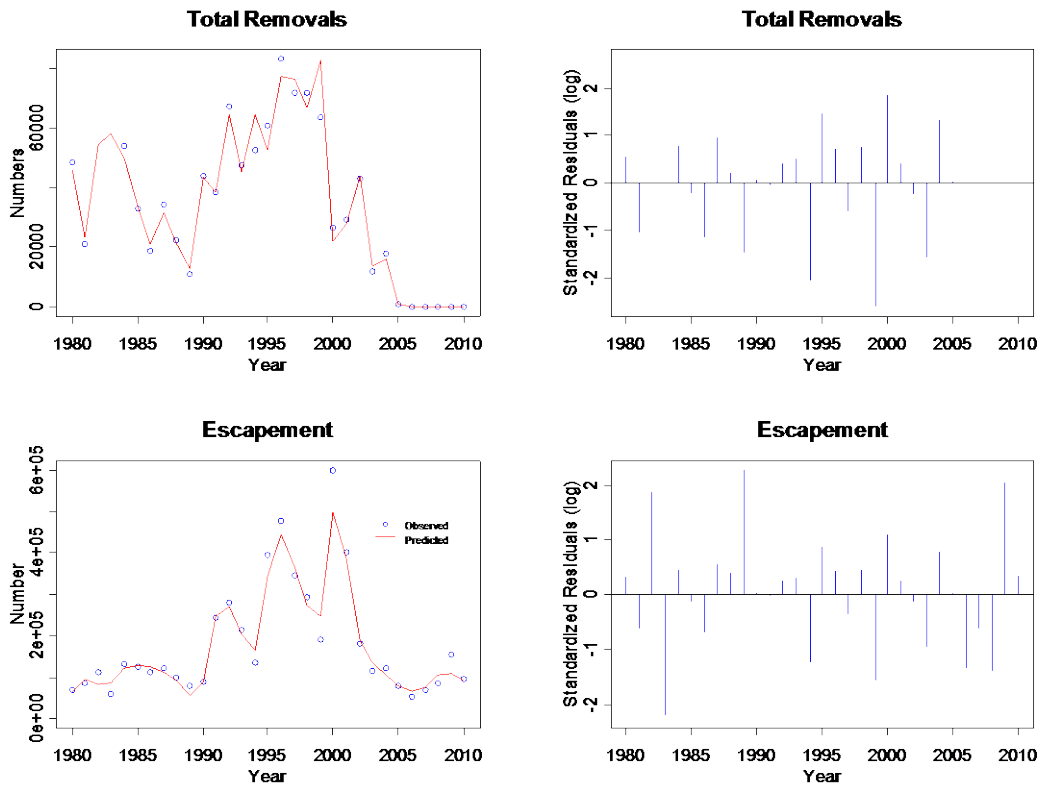 Total Removals
Numbers
0
20000
60000
1980 1985 1990 1995 2000 2005 2010
Year
Total Removals
Standardized Residuals (log)
-2
-1
0
1
2
1980 1985 1990 1995 2000 2005 2010
Year
Escapement
Number
0e+00
2e+05
4e+05
6e+05
Observed
Predicted
1980 1985 1990 1995 2000 2005 2010
Year
Escapement
Standardized Residuals (log)
-2
-1
0
1
2
1980 1985 1990 1995 2000 2005 2010
Year